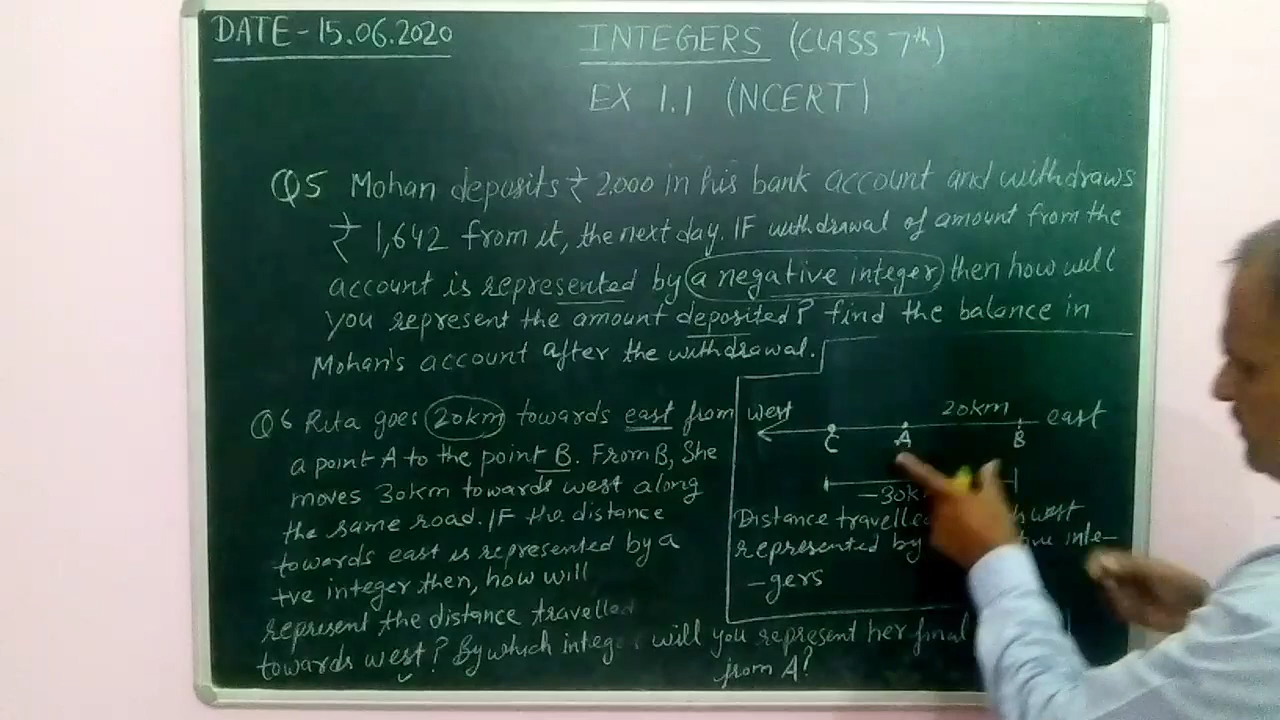 DATE - 15.06.2020
INTEGERS (CLASS 7th)
EX 1.1 (NCERT)
Q5 Mohan deposits ₹ 2000 in his bank account and withdraws
₹ 1,642 from it, the next day. IF withdrawal of amount from the
account is represented by a negative integer then how will
you represent the amount deposited? find the balance in
Mohan's account after the withdrawal.
Q6 Rita goes 20km towards east from
a point A to the point B. From B, She
moves 30km towards west along
the same road. IF the distance
towards east is represented by a
+ve integer then, how will
represent the distance travelled
towards west? By which integ will you represent her final
from A?
west 20km east
C A B
-30k
Distance travelle west
represented by inte-
-gers